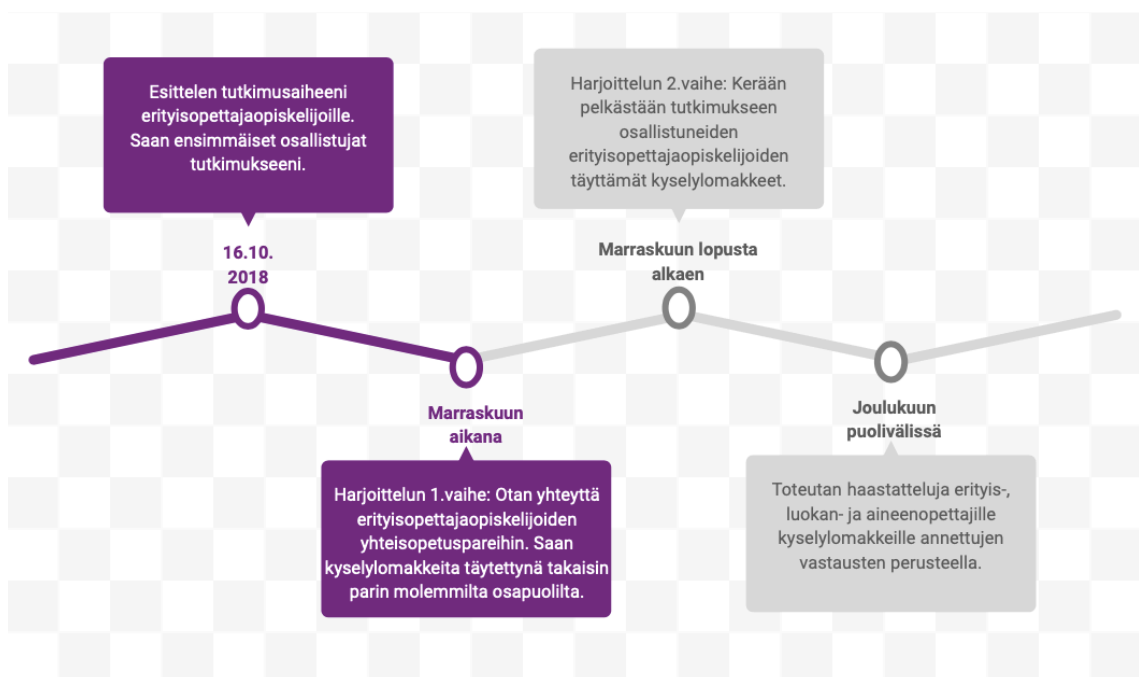 Esittelen tutkimusaiheeni
erityisopettajaopiskelijoille.
Saan ensimmäiset osallistujat
tutkimukseeni.
16.10.
2018
Marraskuun
aikana
Harjoittelun 1.vaihe: Otan yhteyttä
erityisopettajaopiskelijoiden
yhteisopetuspareihin. Saan
kyselylomakkeita täytettynä takaisin
parin molemmilta osapuolilta.
Harjoittelun 2.vaihe: Kerään
pelkästään tutkimukseen
osallistuneiden
erityisopettajaopiskelijoiden
täyttämät kyselylomakkeet.
Marraskuun lopusta
alkaen
Joulukuun
puolivälissä
Toteutan haastatteluja erityis-,
luokan- ja aineenopettajille
kyselylomakkeille annettujen
vastausten perusteella.